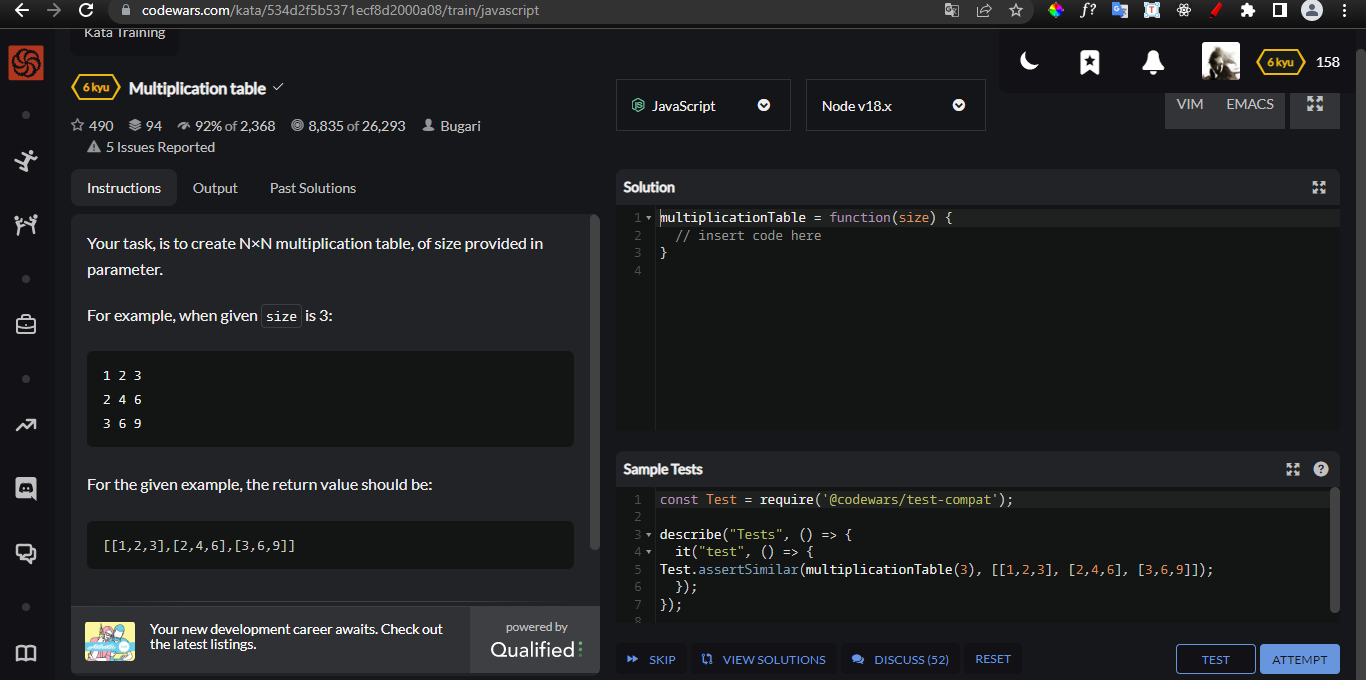 codewars.com/kata/534d2f5b5371ecf8d2000a08/train/javascript
Kata Training
6 kyu
158
6 kyu Multiplication table
490 94 92% of 2,368 8,835 of 26,293 Bugari
5 Issues Reported
JavaScript
Node v18.x
VIM EMACS
Instructions Output Past Solutions
Your task, is to create N×N multiplication table, of size provided in
parameter.
For example, when given size is 3:
1 2 3
2 4 6
3 6 9
For the given example, the return value should be:
[[1,2,3],[2,4,6],[3,6,9]]
Your new development career awaits. Check out
the latest listings.
powered by
Qualified
Solution
1 multiplicationTable = function(size) {
2 // insert code here
3 }
4
Sample Tests
1 const Test = require('@codewars/test-compat');
2
3 describe("Tests", () => {
4 it("test", () => {
5 Test.assertSimilar(multiplicationTable(3), [[1,2,3], [2,4,6], [3,6,9]]);
6 });
7 });
8
SKIP VIEW SOLUTIONS DISCUSS (52) RESET TEST ATTEMPT